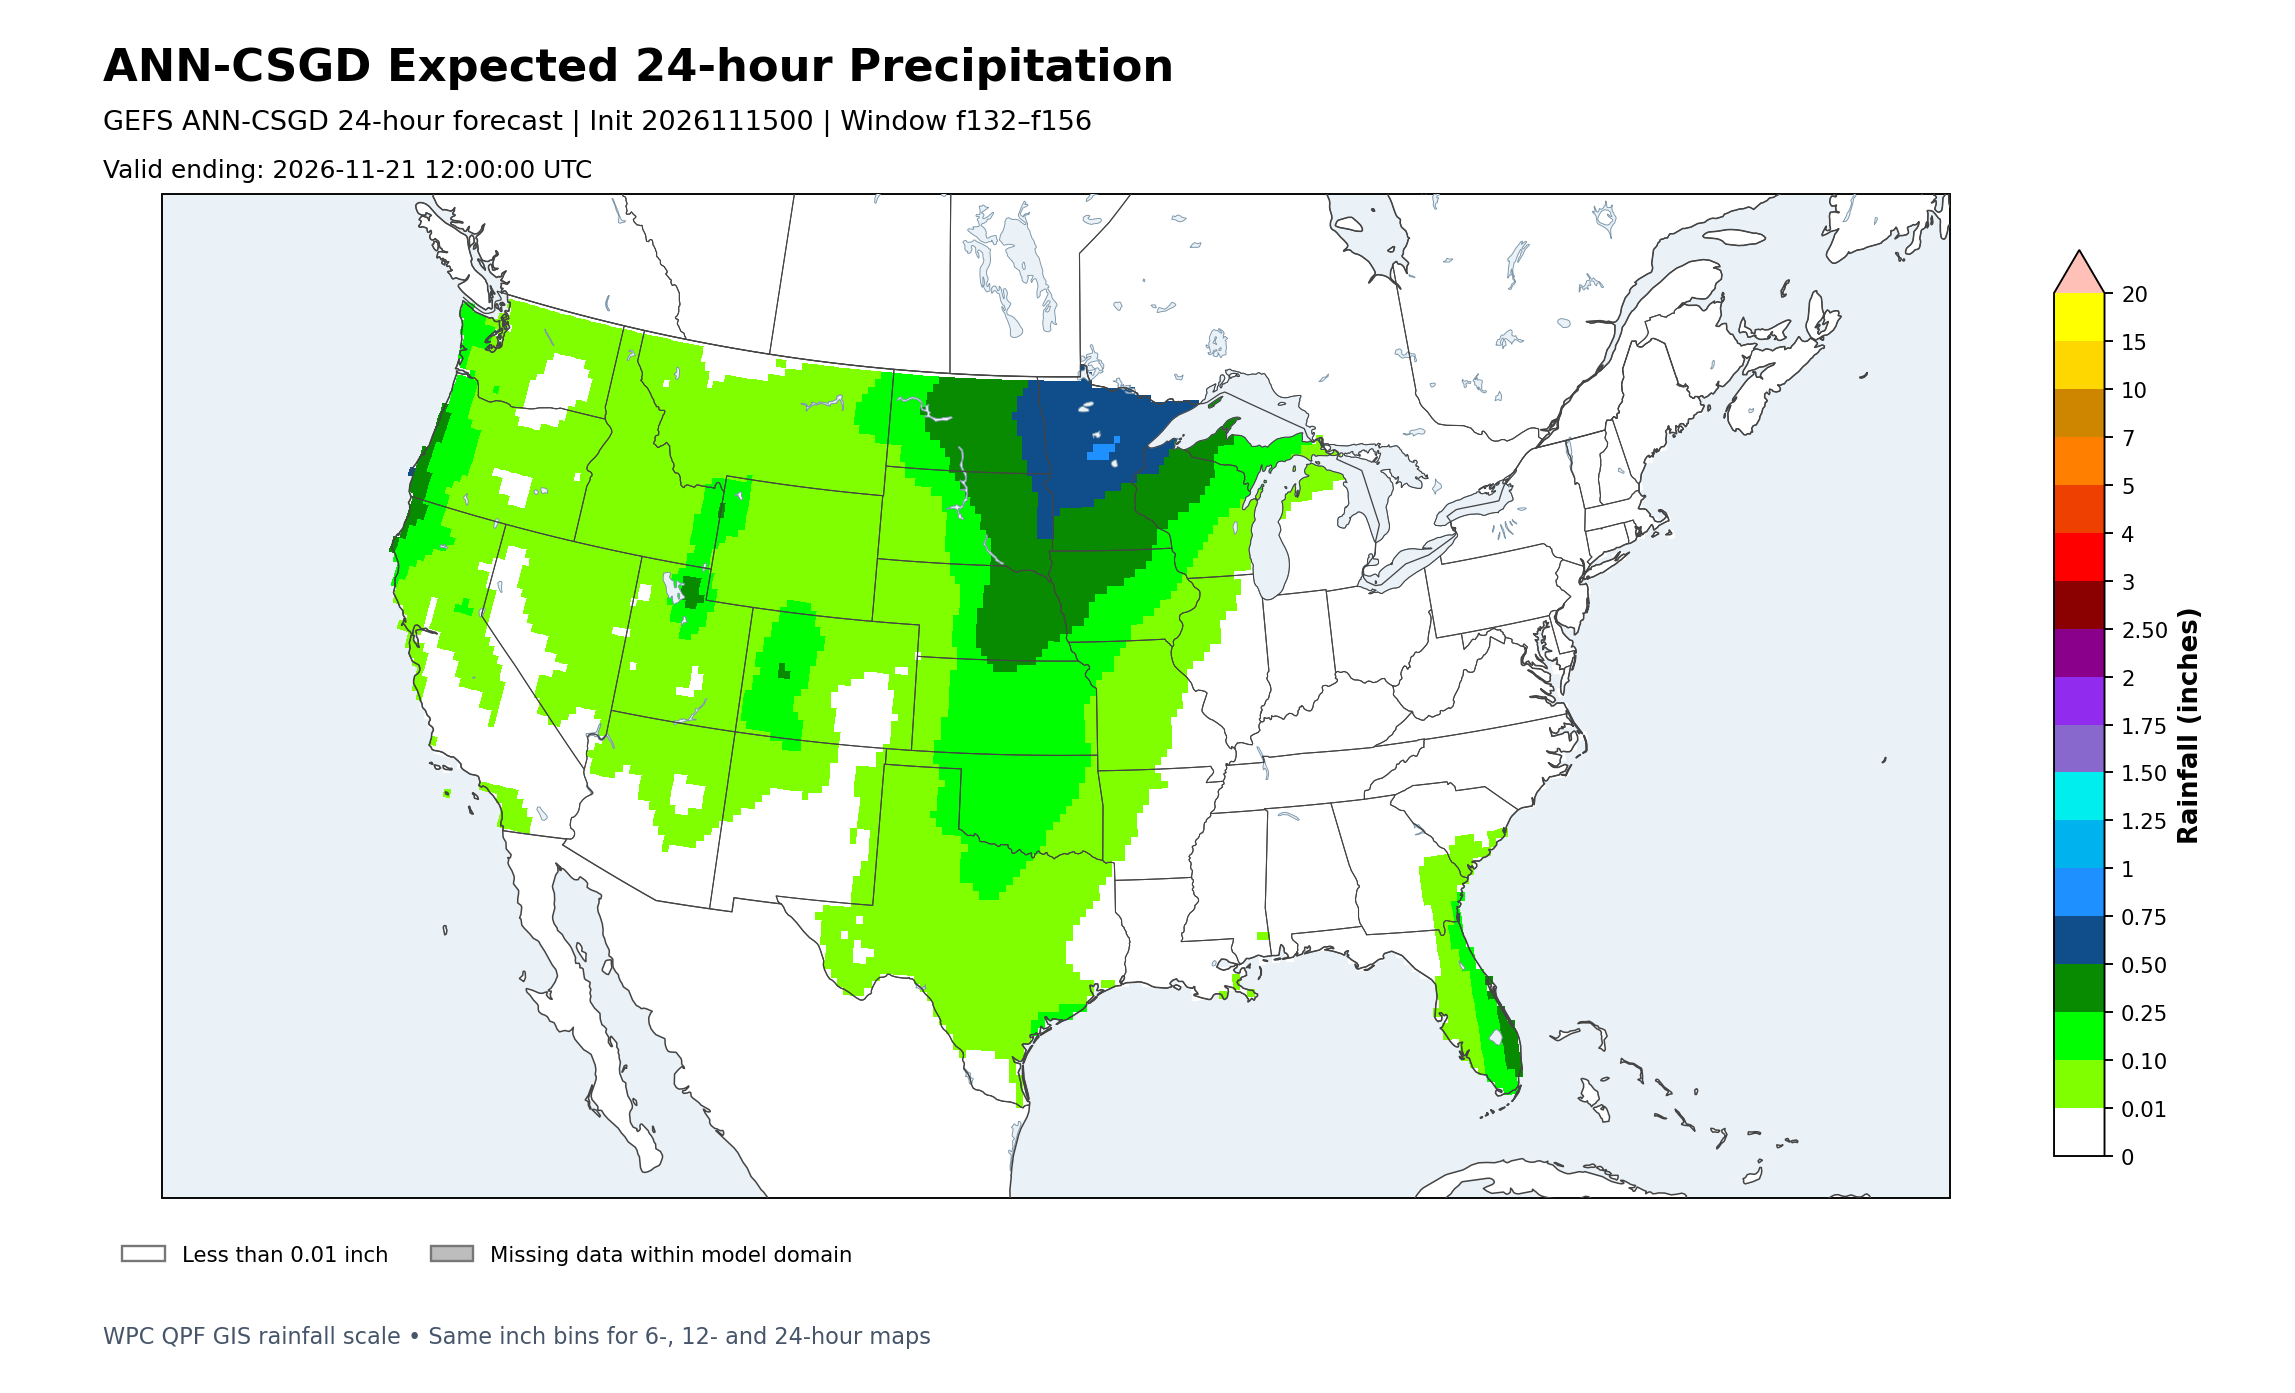 ANN-CSGD Expected 24-hour Precipitation
GEFS ANN-CSGD 24-hour forecast | Init 2026111500 | Window f132–f156
Valid ending: 2026-11-21 12:00:00 UTC
20
15
10
7
5
4
3
2.50
2
1.75
1.50
1.25
1
0.75
0.50
0.25
0.10
0.01
0
Rainfall (inches)
Less than 0.01 inch
Missing data within model domain
WPC QPF GIS rainfall scale • Same inch bins for 6-, 12- and 24-hour maps